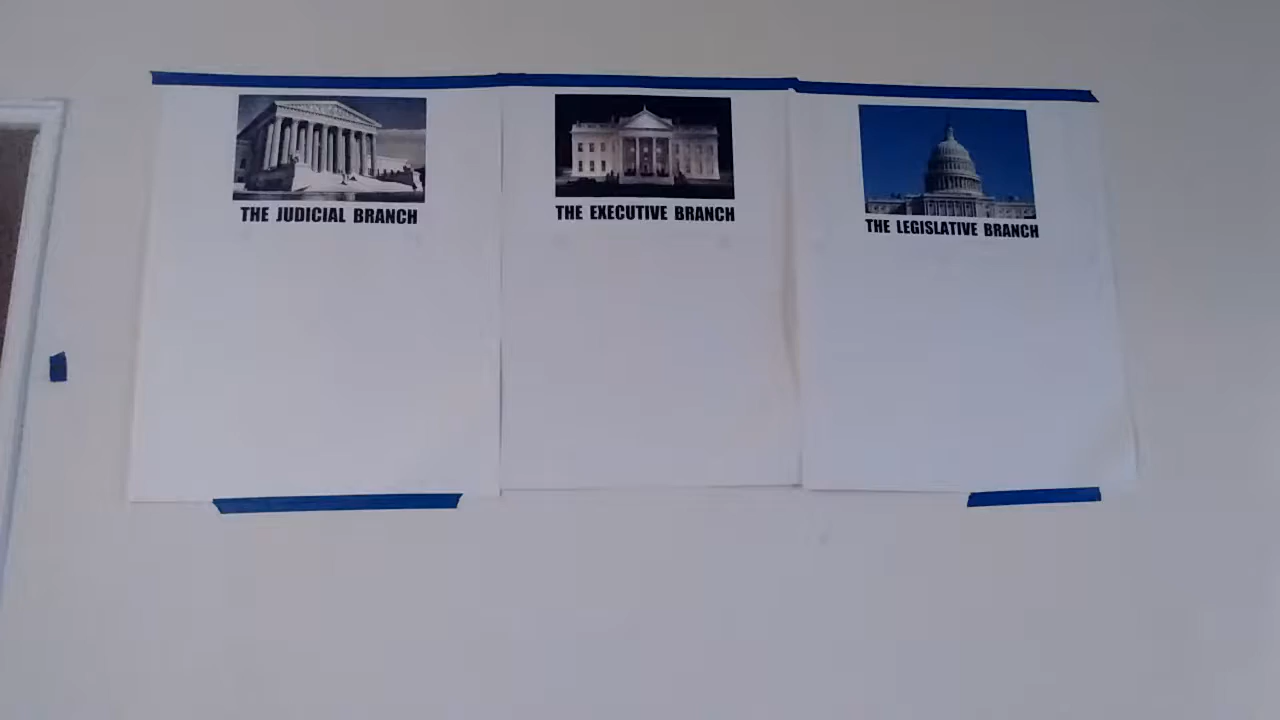 THE JUDICIAL BRANCH
THE EXECUTIVE BRANCH
THE LEGISLATIVE BRANCH